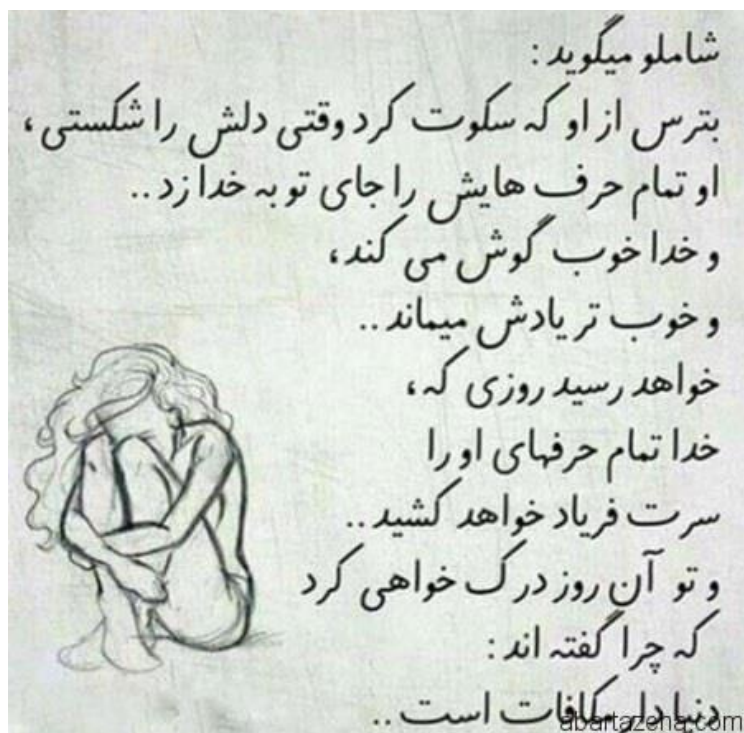 شاملو میگوید :
بترس از او که سکوت کرد وقتی دلش را شکستی ،
او تمام حرف هایش را جای تو به خدا زد ..
و خدا خوب گوش می کند ،
و خوب تر یادش میماند ..
خواهد رسید روزی که ،
خدا تمام حرفهای او را
سرت فریاد خواهد کشید ..
و تو آن روز درک خواهی کرد
که چرا گفته اند :
دنیا دار مکافات است ..
abartazeha.com